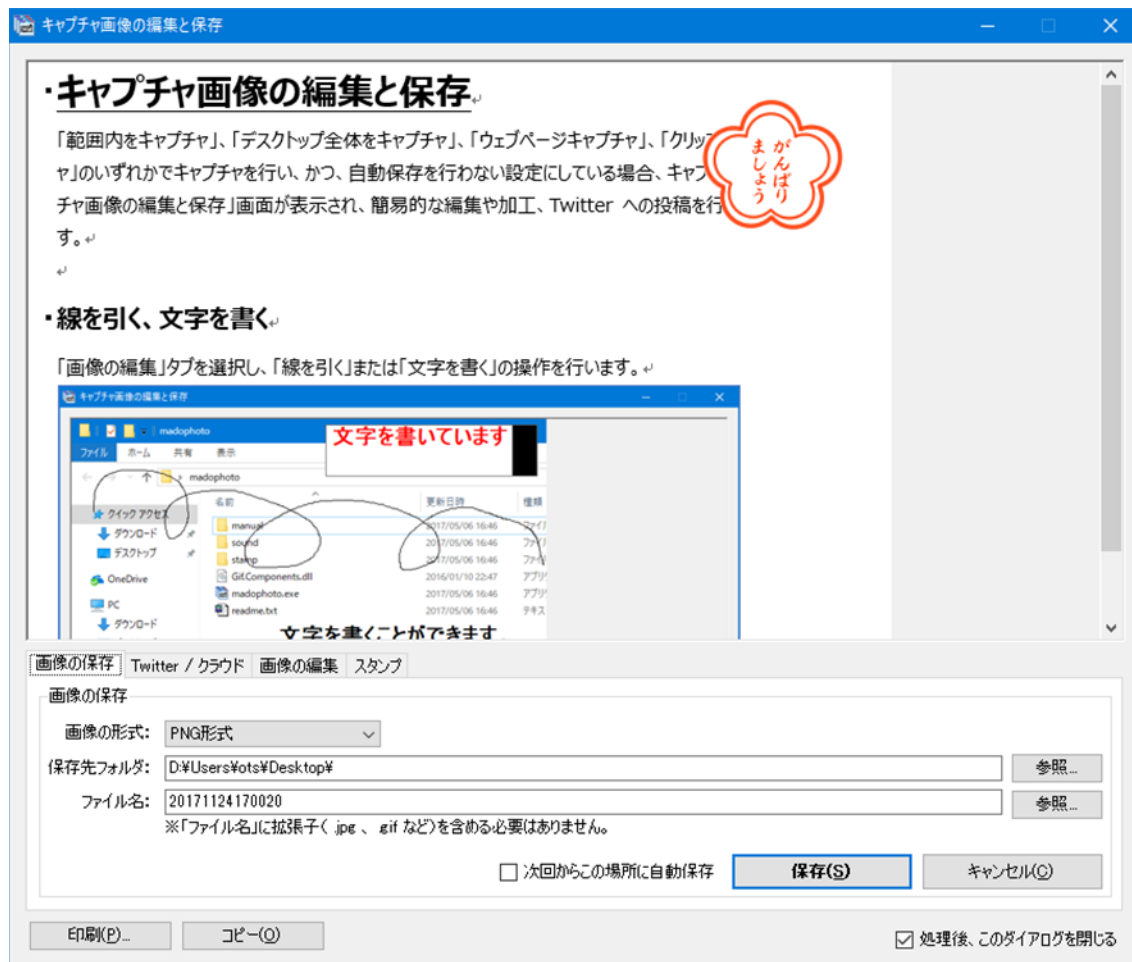 キャプチャ画像の編集と保存
・キャプチャ画像の編集と保存
「範囲内をキャプチャ」、「デスクトップ全体をキャプチャ」、「ウェブページキャプチャ」、「クリップ
ャ」のいずれかでキャプチャを行い、かつ、自動保存を行わない設定にしている場合、キャプ
チャ画像の編集と保存」画面が表示され、簡易的な編集や加工、Twitter への投稿を行
す。
がんばり
ましょう
・線を引く、文字を書く
「画像の編集」タブを選択し、「線を引く」または「文字を書く」の操作を行います。
キャプチャ画像の編集と保存
madophoto
文字を書いています
ファイル ホーム 共有 表示
madophoto
名前 更新日時 種類
クイック アクセス
manual 2017/05/06 16:46 ファイ
ダウンロード
sound 2017/05/06 16:46 ファイ
デスクトップ
stamp 2017/05/06 16:46 ファイ
OneDrive
Gif.Components.dll 2016/01/10 22:47 アプリ
madophoto.exe 2017/05/06 16:46 アプリ
PC
readme.txt 2017/05/06 16:46 テキス
ダウンロード
文字を書くことができます
画像の保存 Twitter / クラウド 画像の編集 スタンプ
画像の保存
画像の形式: PNG形式
保存先フォルダ: D:¥Users¥ots¥Desktop¥ 参照...
ファイル名: 20171124170020 参照...
※「ファイル名」に拡張子( .jpg 、 .gif など)を含める必要はありません。
次回からこの場所に自動保存 保存(S) キャンセル(C)
印刷(P)... コピー(O) 処理後、このダイアログを閉じる